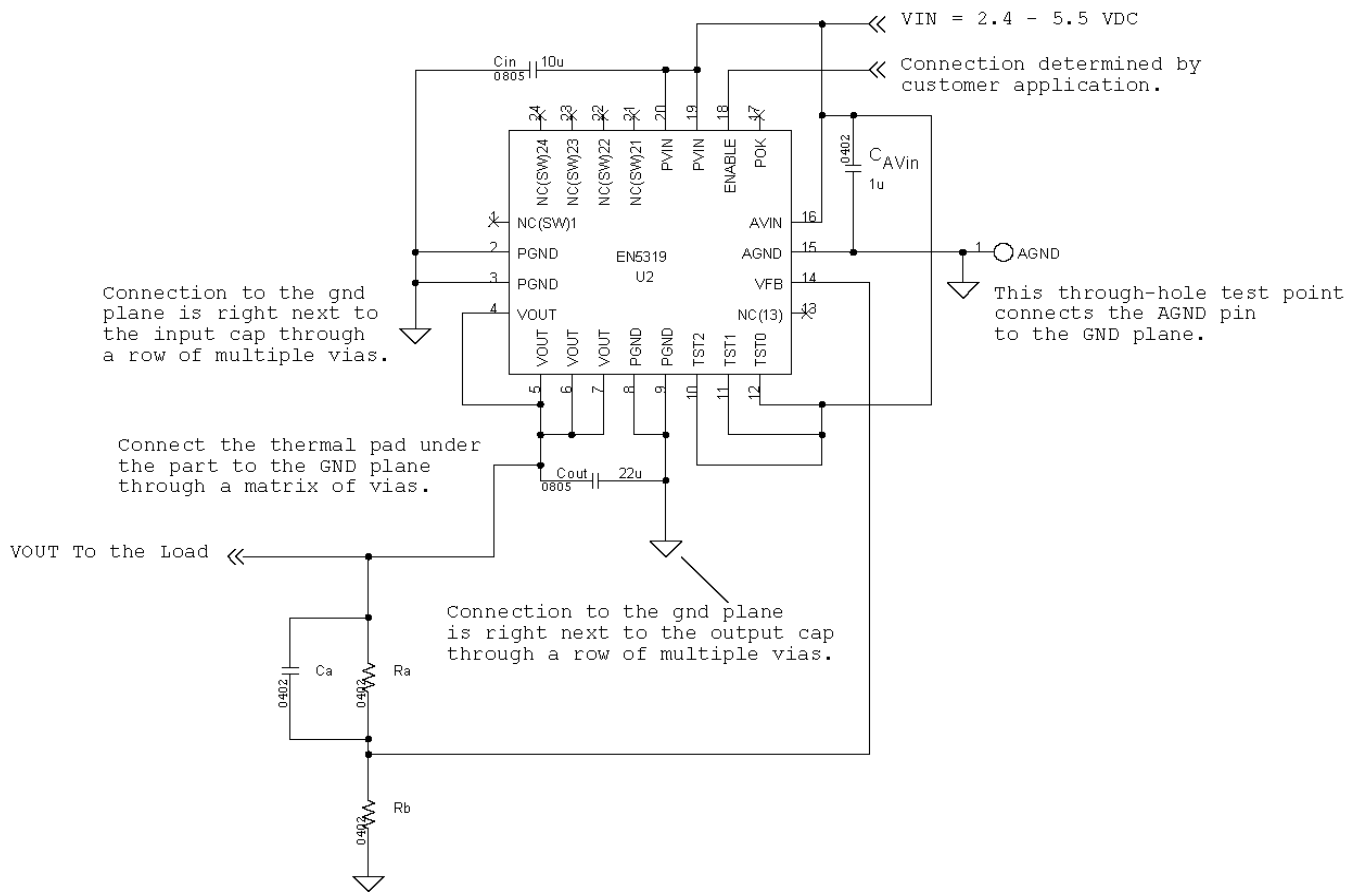 VIN = 2.4 - 5.5 VDC
Cin
10u
0805
Connection determined by
customer application.
24
23
22
21
20
19
18
17
NC(SW)24
NC(SW)23
NC(SW)22
NC(SW)21
PVIN
PVIN
ENABLE
POK
0402
CAVin
1u
1
NC(SW)1
AVIN
16
2
PGND
EN5319
U2
AGND
15
1
AGND
3
PGND
VFB
14
4
VOUT
NC(13)
13
Connection to the gnd
plane is right next to
the input cap through
a row of multiple vias.
This through-hole test point
connects the AGND pin
to the GND plane.
VOUT
VOUT
VOUT
PGND
PGND
TST2
TST1
TST0
5
6
7
8
9
10
11
12
Connect the thermal pad under
the part to the GND plane
through a matrix of vias.
Cout
22u
0805
VOUT To the Load
Connection to the gnd plane
is right next to the output cap
through a row of multiple vias.
Ca
0402
Ra
0402
Rb
0402